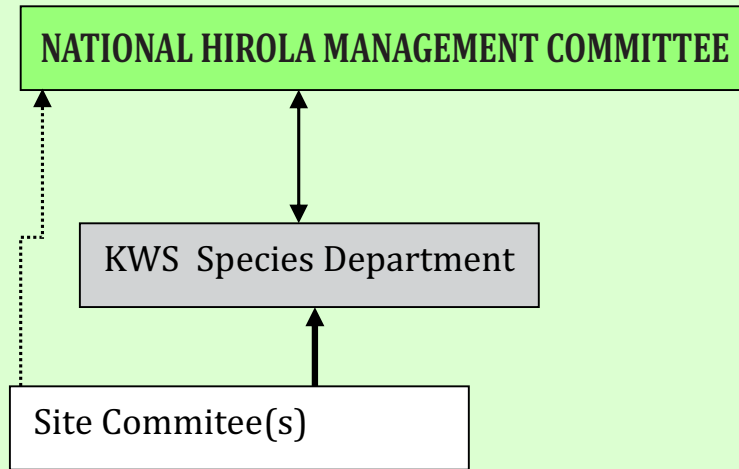 NATIONAL HIROLA MANAGEMENT COMMITTEE
KWS Species Department
Site Commitee(s)